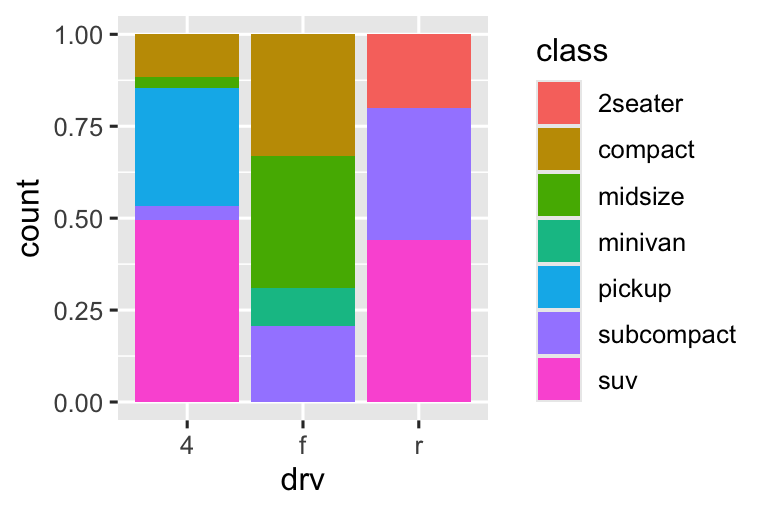 1.00
0.75
0.50
0.25
0.00
count
4 f r
drv
class
2seater
compact
midsize
minivan
pickup
subcompact
suv